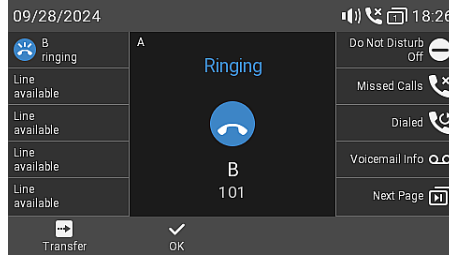 09/28/2024
1
18:26
B
ringing
Line
available
Line
available
Line
available
Line
available
A
Ringing
B
101
Do Not Disturb
Off
Missed Calls
Dialed
Voicemail Info
Next Page
Transfer
OK